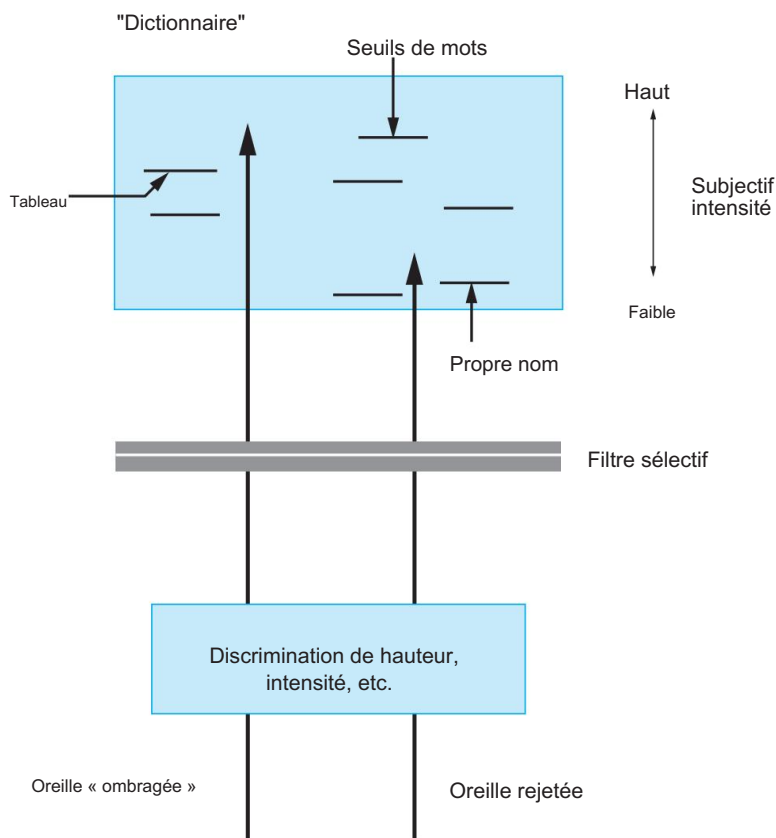 "Dictionnaire"
Seuils de mots
Haut
Tableau
Subjectif
intensité
Faible
Propre nom
Filtre sélectif
Discrimination de hauteur,
intensité, etc.
Oreille « ombragée »
Oreille rejetée